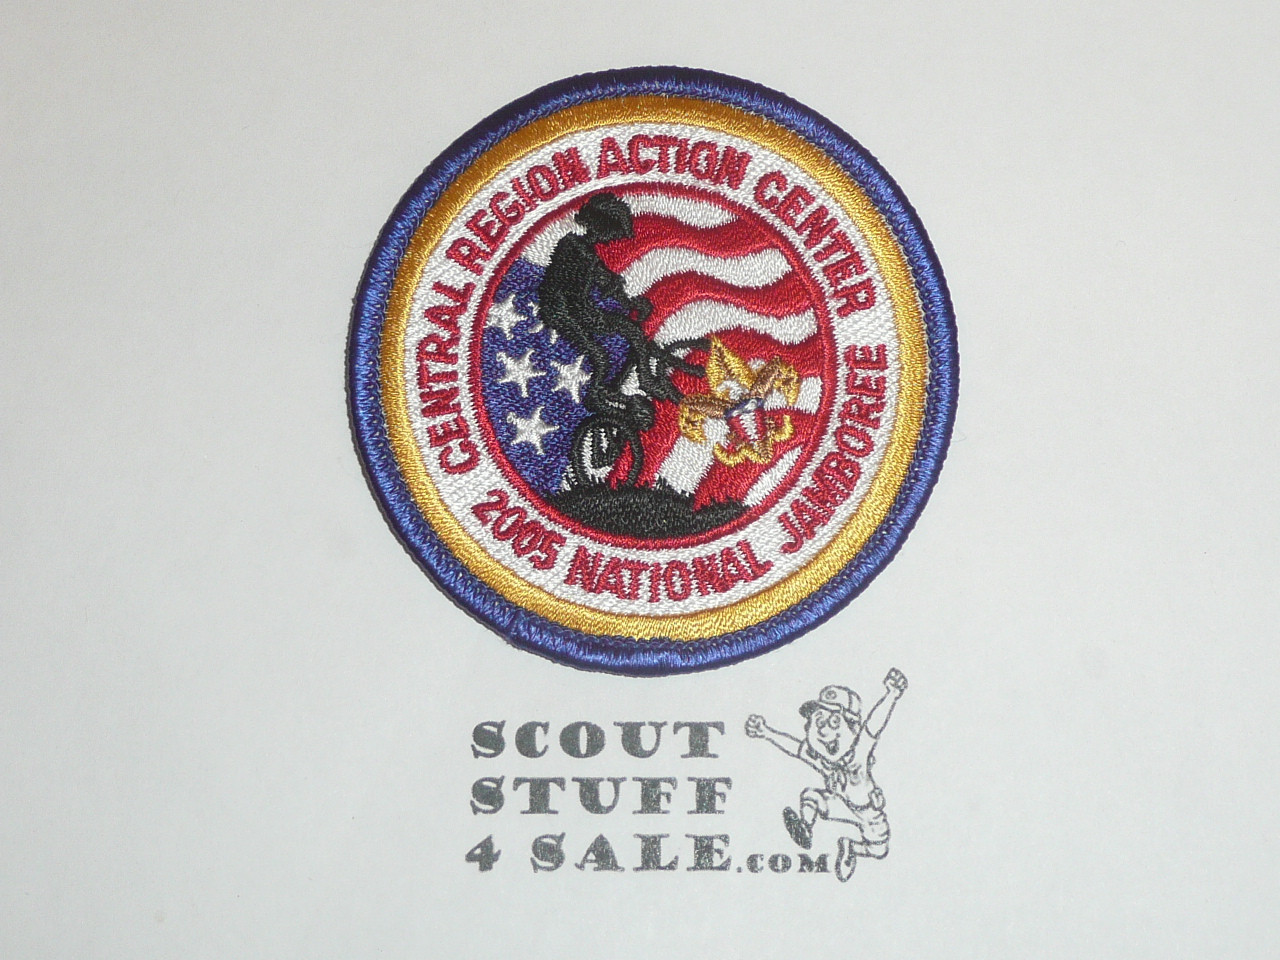 CENTRAL REGION ACTION CENTER
2005 NATIONAL JAMBOREE
SCOUT
STUFF
4 SALE.COM